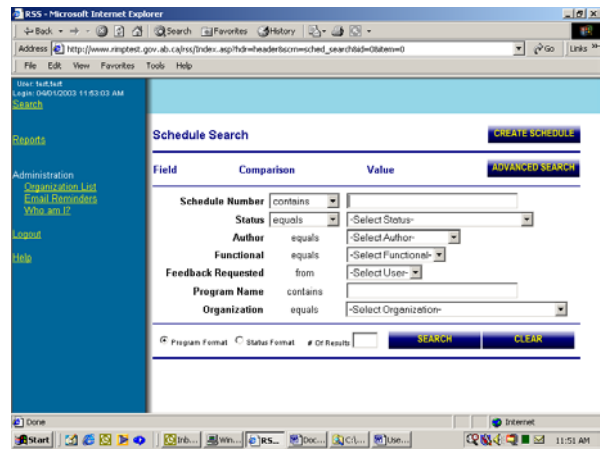 RSS - Microsoft Internet Explorer
Back Search Favorites History
Address http://www.rimptest.gov.ab.ca/rss/Index.asp?hdr=header&scrn=sched_search&id=0&item=0 Go Links »
File Edit View Favorites Tools Help
User: test,test
Login: 04/01/2003 11:53:03 AM
Search
Reports
Administration
Organization List
Email Reminders
Who am I?
Logout
Help
Schedule Search CREATE SCHEDULE
Field Comparison Value ADVANCED SEARCH
Schedule Number contains
Status equals -Select Status-
Author equals -Select Author-
Functional equals -Select Functional-
Feedback Requested from -Select User-
Program Name contains
Organization equals -Select Organization-
Program Format Status Format # Of Results SEARCH CLEAR
Done Internet
Start Inb... Win... RS... Doc... C:\... Use... 11:51 AM